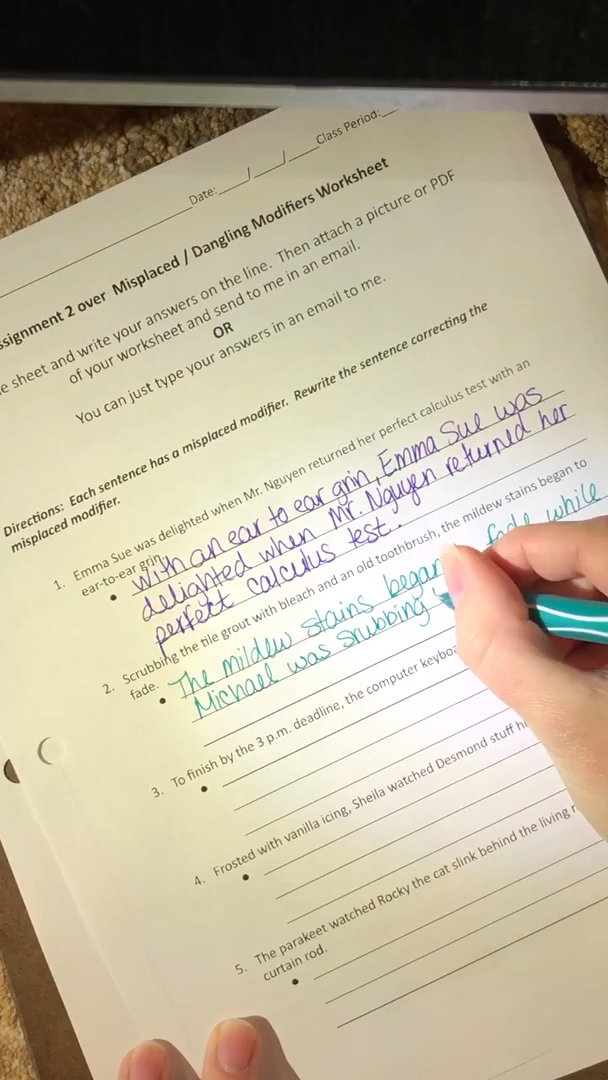 Date:___/___/___ Class Period:__
ssignment 2 over Misplaced / Dangling Modifiers Worksheet
e sheet and write your answers on the line. Then attach a picture or PDF
of your worksheet and send to me in an email.
OR
You can just type your answers in an email to me.
Directions: Each sentence has a misplaced modifier. Rewrite the sentence correcting the
misplaced modifier.
1. Emma Sue was delighted when Mr. Nguyen returned her perfect calculus test with an
ear-to-ear grin.
• With an ear to ear grin, Emma Sue was
delighted when Mr. Nguyen returned her
perfect calculus test.
2. Scrubbing the tile grout with bleach and an old toothbrush, the mildew stains began to
fade.
• The mildew stains began fade while
Michael was srubbing
3. To finish by the 3 p.m. deadline, the computer keyboa
•
4. Frosted with vanilla icing, Sheila watched Desmond stuff hi
•
5. The parakeet watched Rocky the cat slink behind the living r
curtain rod.
•